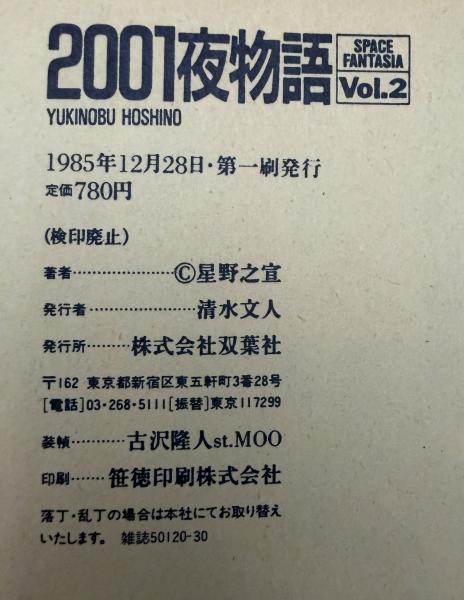 2001夜物語
SPACE
FANTASIA
Vol.2
YUKINOBU HOSHINO
1985年12月28日・第一刷発行
定価780円
(検印廃止)
著者…………………©星野之宣
発行者…………………清水文人
発行所………株式会社双葉社
〒162 東京都新宿区東五軒町3番28号
[電話]03・268・5111[振替]東京117299
装幀…………古沢隆人st.MOO
印刷……笹徳印刷株式会社
落丁・乱丁の場合は本社にてお取り替え
いたします。 雑誌50120-30